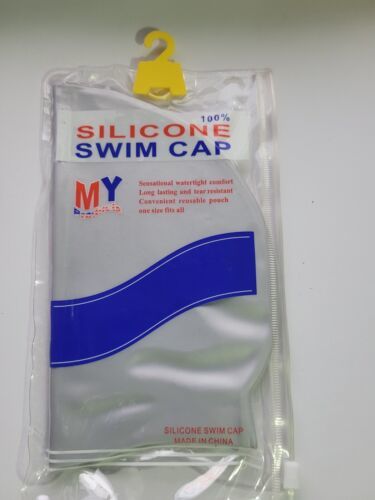 100%
SILICONE
SWIM CAP
MY
Sensational watertight comfort
Long lasting and tear resistant
Convenient reusable pouch
one size fits all
SILICONE SWIM CAP
MADE IN CHINA